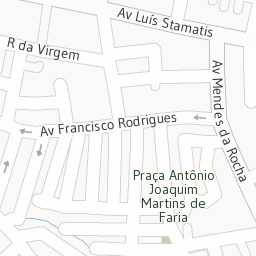 Av Luís Stamatis
R da Virgem
Av Mendes da Rocha
Av Francisco Rodrigues
Praça Antônio
Joaquim
Martins de
Faria